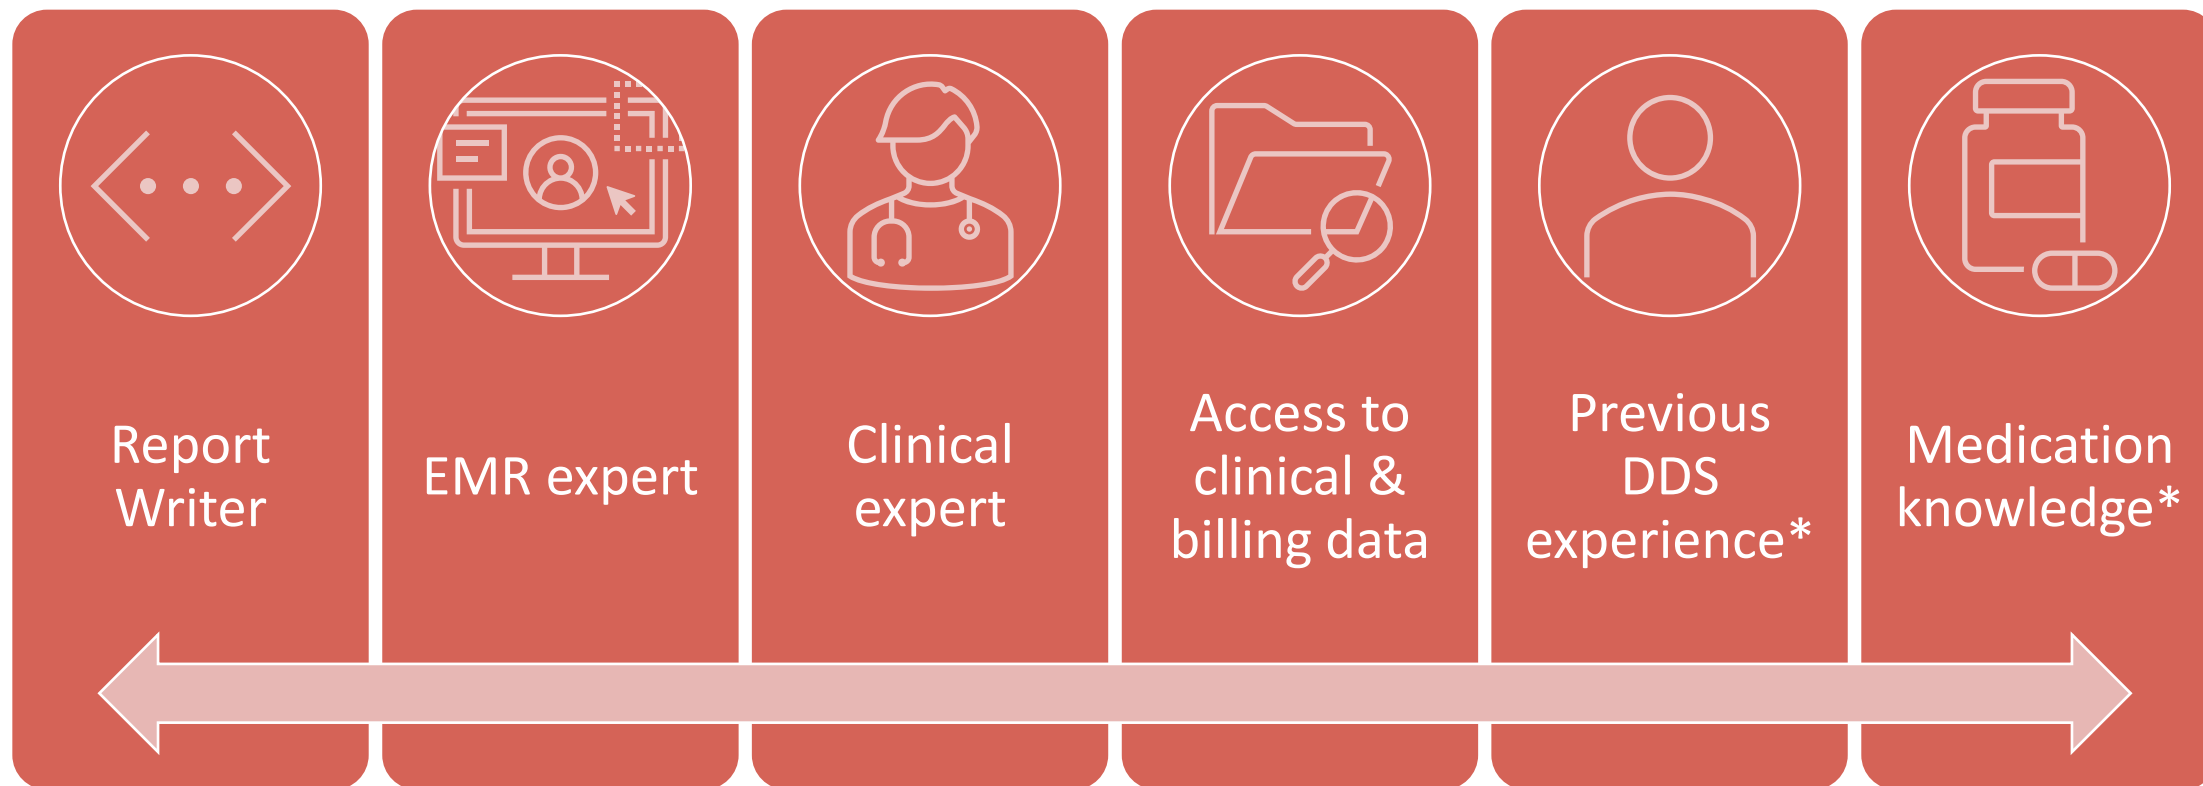 Report
Writer
EMR expert
Clinical
expert
Access to
clinical &
billing data
Previous
DDS
experience*
Medication
knowledge*